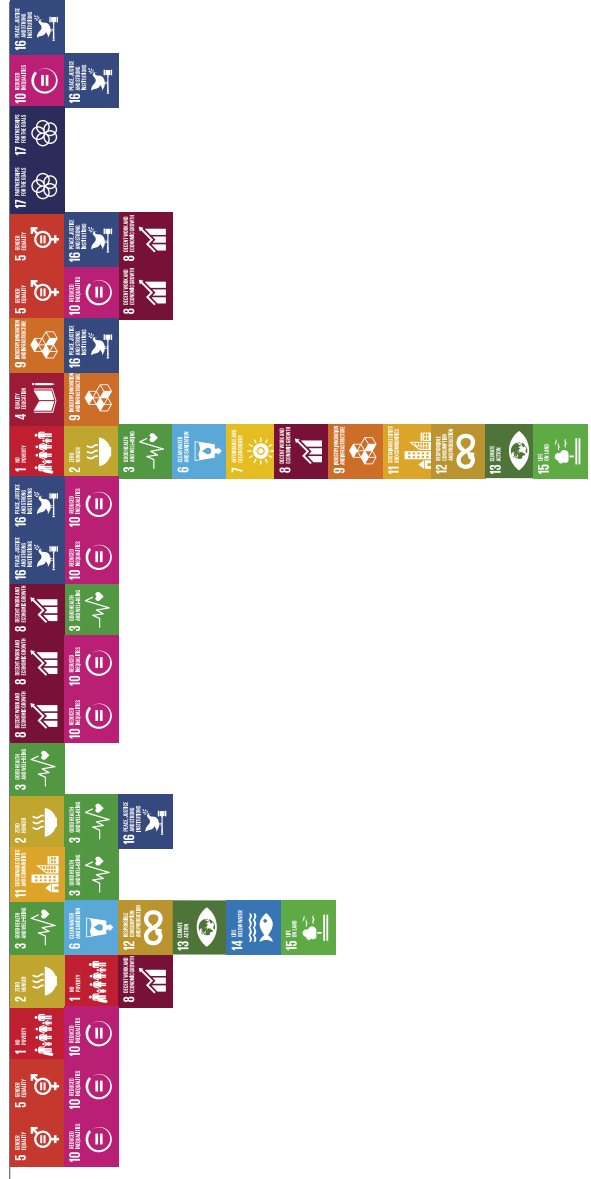 5 GENDER
EQUALITY
5 GENDER
EQUALITY
1 NO
POVERTY
2 ZERO
HUNGER
3 GOOD HEALTH
AND WELL-BEING
11 SUSTAINABLE CITIES
AND COMMUNITIES
2 ZERO
HUNGER
3 GOOD HEALTH
AND WELL-BEING
8 DECENT WORK AND
ECONOMIC GROWTH
8 DECENT WORK AND
ECONOMIC GROWTH
8 DECENT WORK AND
ECONOMIC GROWTH
16 PEACE, JUSTICE
AND STRONG
INSTITUTIONS
16 PEACE, JUSTICE
AND STRONG
INSTITUTIONS
1 NO
POVERTY
4 QUALITY
EDUCATION
9 INDUSTRY, INNOVATION
AND INFRASTRUCTURE
5 GENDER
EQUALITY
5 GENDER
EQUALITY
17 PARTNERSHIPS
FOR THE GOALS
17 PARTNERSHIPS
FOR THE GOALS
10 REDUCED
INEQUALITIES
16 PEACE, JUSTICE
AND STRONG
INSTITUTIONS
10 REDUCED
INEQUALITIES
10 REDUCED
INEQUALITIES
10 REDUCED
INEQUALITIES
1 NO
POVERTY
6 CLEAN WATER
AND SANITATION
3 GOOD HEALTH
AND WELL-BEING
3 GOOD HEALTH
AND WELL-BEING
10 REDUCED
INEQUALITIES
10 REDUCED
INEQUALITIES
3 GOOD HEALTH
AND WELL-BEING
10 REDUCED
INEQUALITIES
10 REDUCED
INEQUALITIES
2 ZERO
HUNGER
9 INDUSTRY, INNOVATION
AND INFRASTRUCTURE
16 PEACE, JUSTICE
AND STRONG
INSTITUTIONS
10 REDUCED
INEQUALITIES
16 PEACE, JUSTICE
AND STRONG
INSTITUTIONS
16 PEACE, JUSTICE
AND STRONG
INSTITUTIONS
8 DECENT WORK AND
ECONOMIC GROWTH
12 RESPONSIBLE
CONSUMPTION
AND PRODUCTION
16 PEACE, JUSTICE
AND STRONG
INSTITUTIONS
3 GOOD HEALTH
AND WELL-BEING
8 DECENT WORK AND
ECONOMIC GROWTH
8 DECENT WORK AND
ECONOMIC GROWTH
13 CLIMATE
ACTION
6 CLEAN WATER
AND SANITATION
14 LIFE
BELOW WATER
7 AFFORDABLE AND
CLEAN ENERGY
15 LIFE
ON LAND
8 DECENT WORK AND
ECONOMIC GROWTH
9 INDUSTRY, INNOVATION
AND INFRASTRUCTURE
11 SUSTAINABLE CITIES
AND COMMUNITIES
12 RESPONSIBLE
CONSUMPTION
AND PRODUCTION
13 CLIMATE
ACTION
15 LIFE
ON LAND